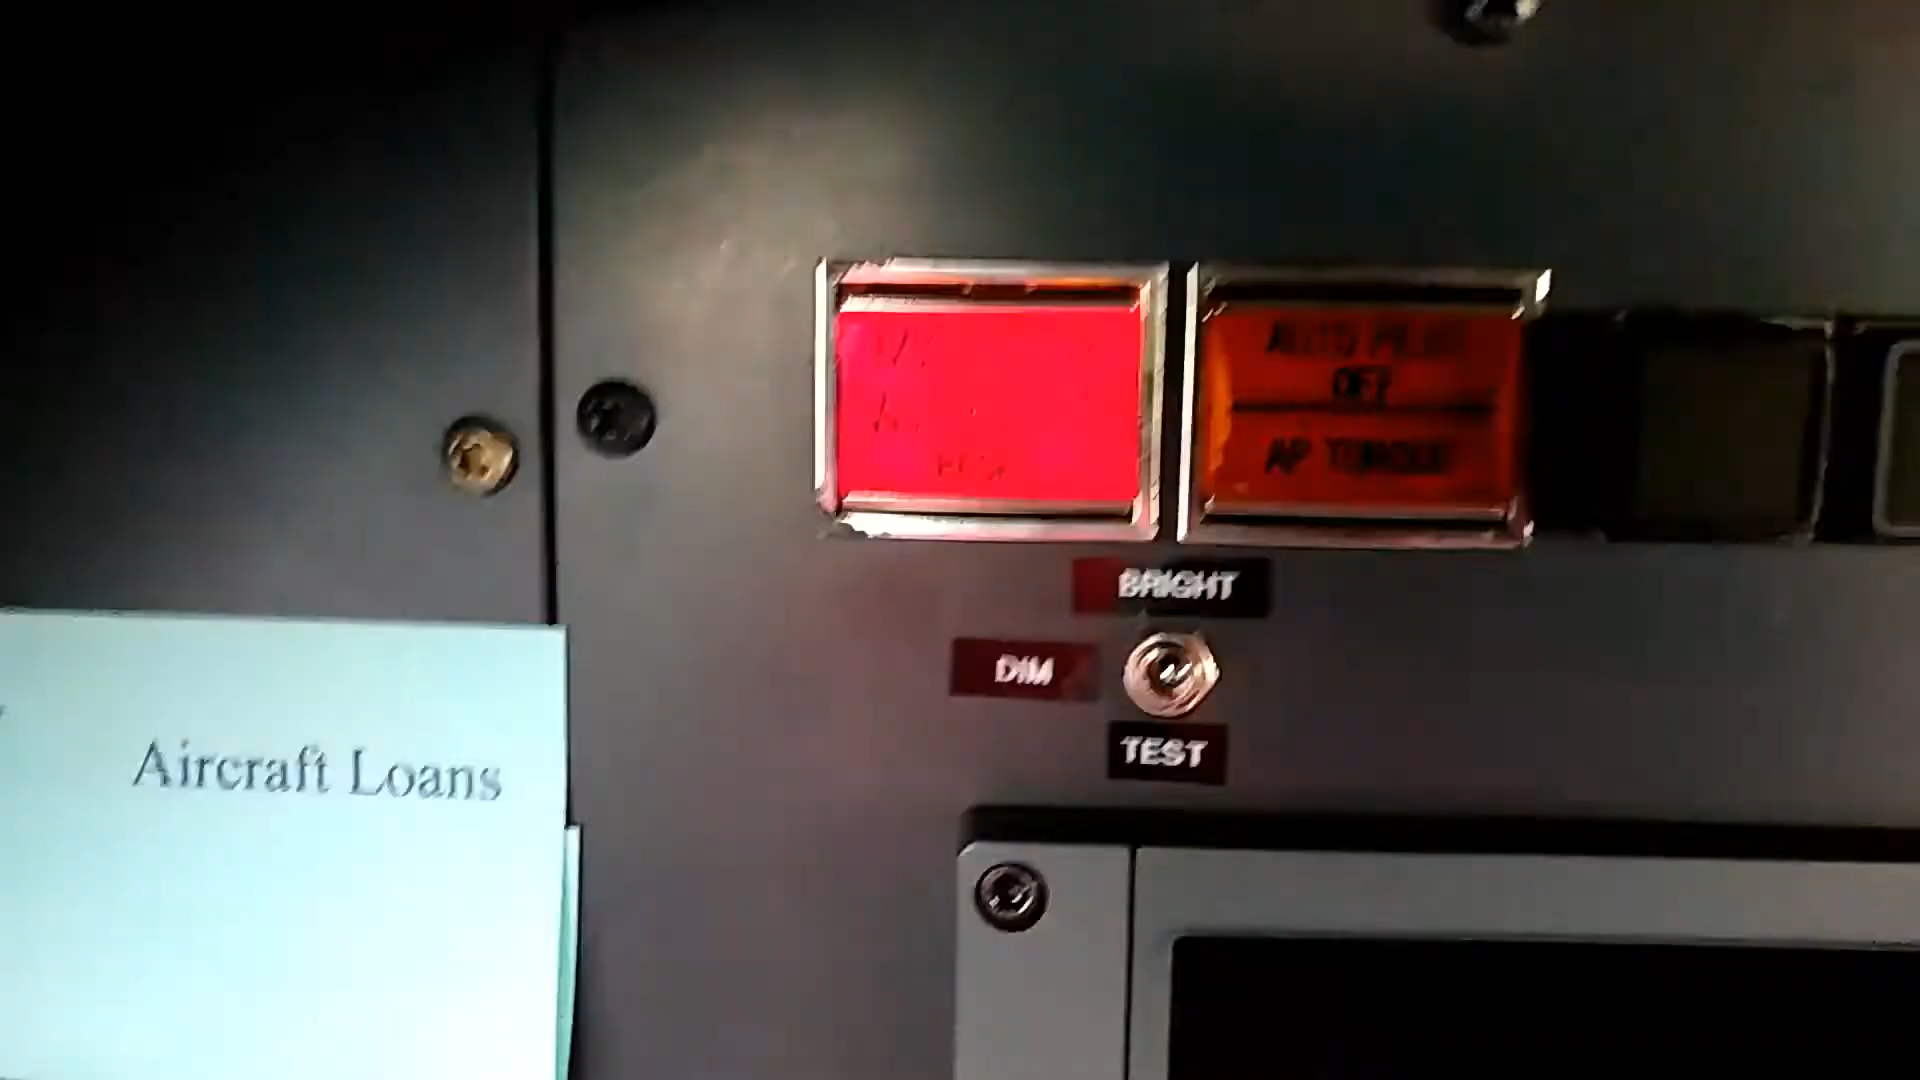 AUTO PILOT
OFF
AP TORQUE
BRIGHT
DIM
TEST
Aircraft Loans